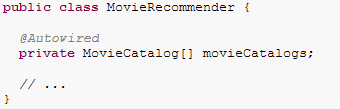 public class MovieRecommender {
@Autowired
private MovieCatalog[] movieCatalogs;
// ...
}